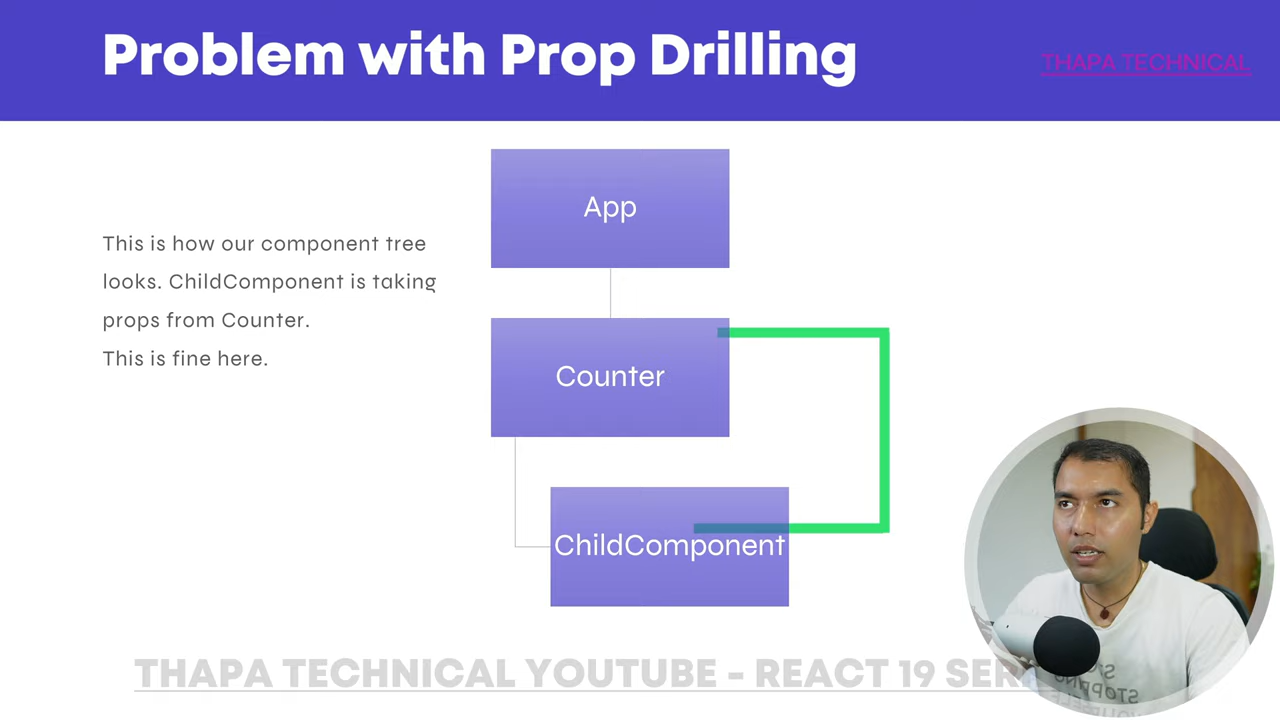 Problem with Prop Drilling
THAPA TECHNICAL
App
This is how our component tree
looks. ChildComponent is taking
props from Counter.
This is fine here.
Counter
ChildComponent
THAPA TECHNICAL YOUTUBE - REACT 19